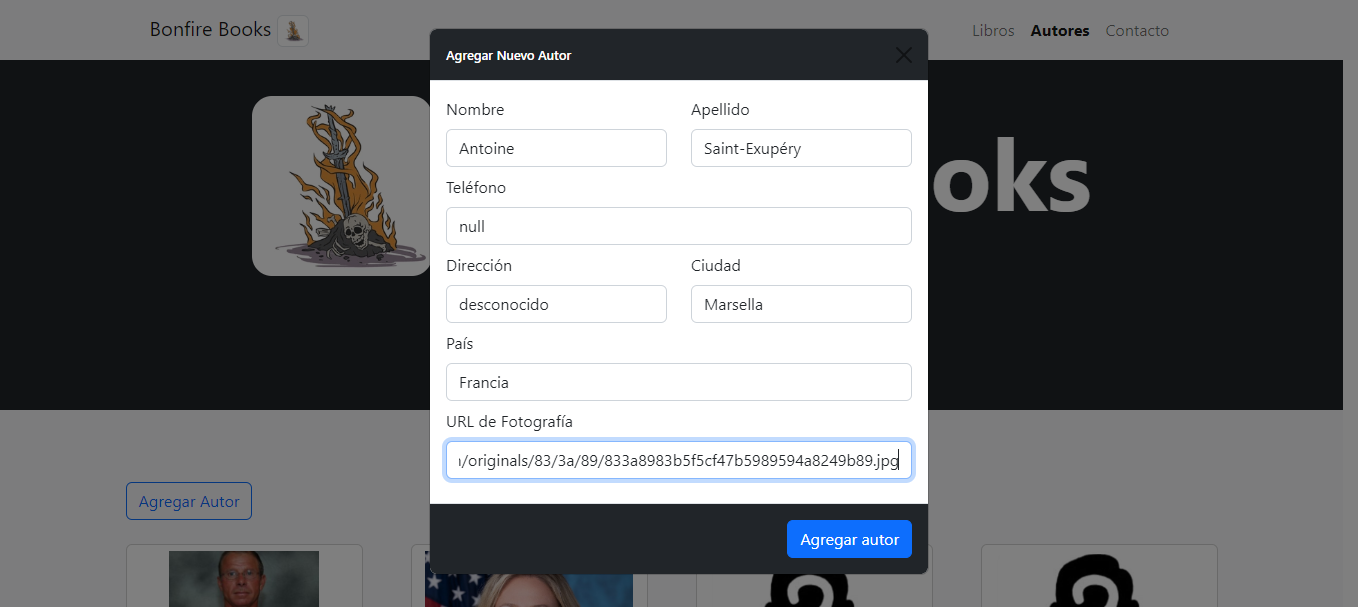 Bonfire Books
Libros Autores Contacto
Agregar Nuevo Autor
Nombre Apellido
Antoine Saint-Exupéry
Teléfono
null
Dirección Ciudad
desconocido Marsella
País
Francia
URL de Fotografía
/originals/83/3a/89/833a8983b5f5cf47b5989594a8249b89.jpg
Agregar autor
ooks
Agregar Autor